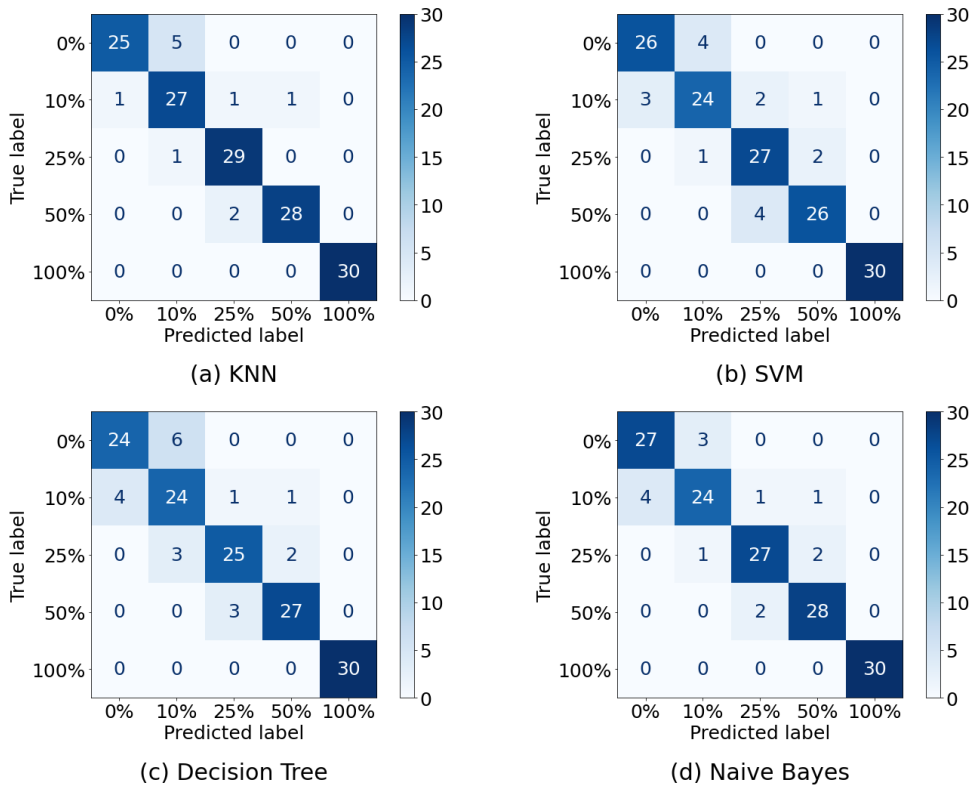 30
0% 25 5 0 0 0
25
10% 1 27 1 1 0
20
True label
25% 0 1 29 0 0
15
10
50% 0 0 2 28 0
5
100% 0 0 0 0 30
0
0% 10% 25% 50% 100%
Predicted label
(a) KNN
30
0% 26 4 0 0 0
25
10% 3 24 2 1 0
20
True label
25% 0 1 27 2 0
15
10
50% 0 0 4 26 0
5
100% 0 0 0 0 30
0
0% 10% 25% 50% 100%
Predicted label
(b) SVM
30
0% 24 6 0 0 0
25
10% 4 24 1 1 0
20
True label
25% 0 3 25 2 0
15
10
50% 0 0 3 27 0
5
100% 0 0 0 0 30
0
0% 10% 25% 50% 100%
Predicted label
(c) Decision Tree
30
0% 27 3 0 0 0
25
10% 4 24 1 1 0
20
True label
25% 0 1 27 2 0
15
10
50% 0 0 2 28 0
5
100% 0 0 0 0 30
0
0% 10% 25% 50% 100%
Predicted label
(d) Naive Bayes